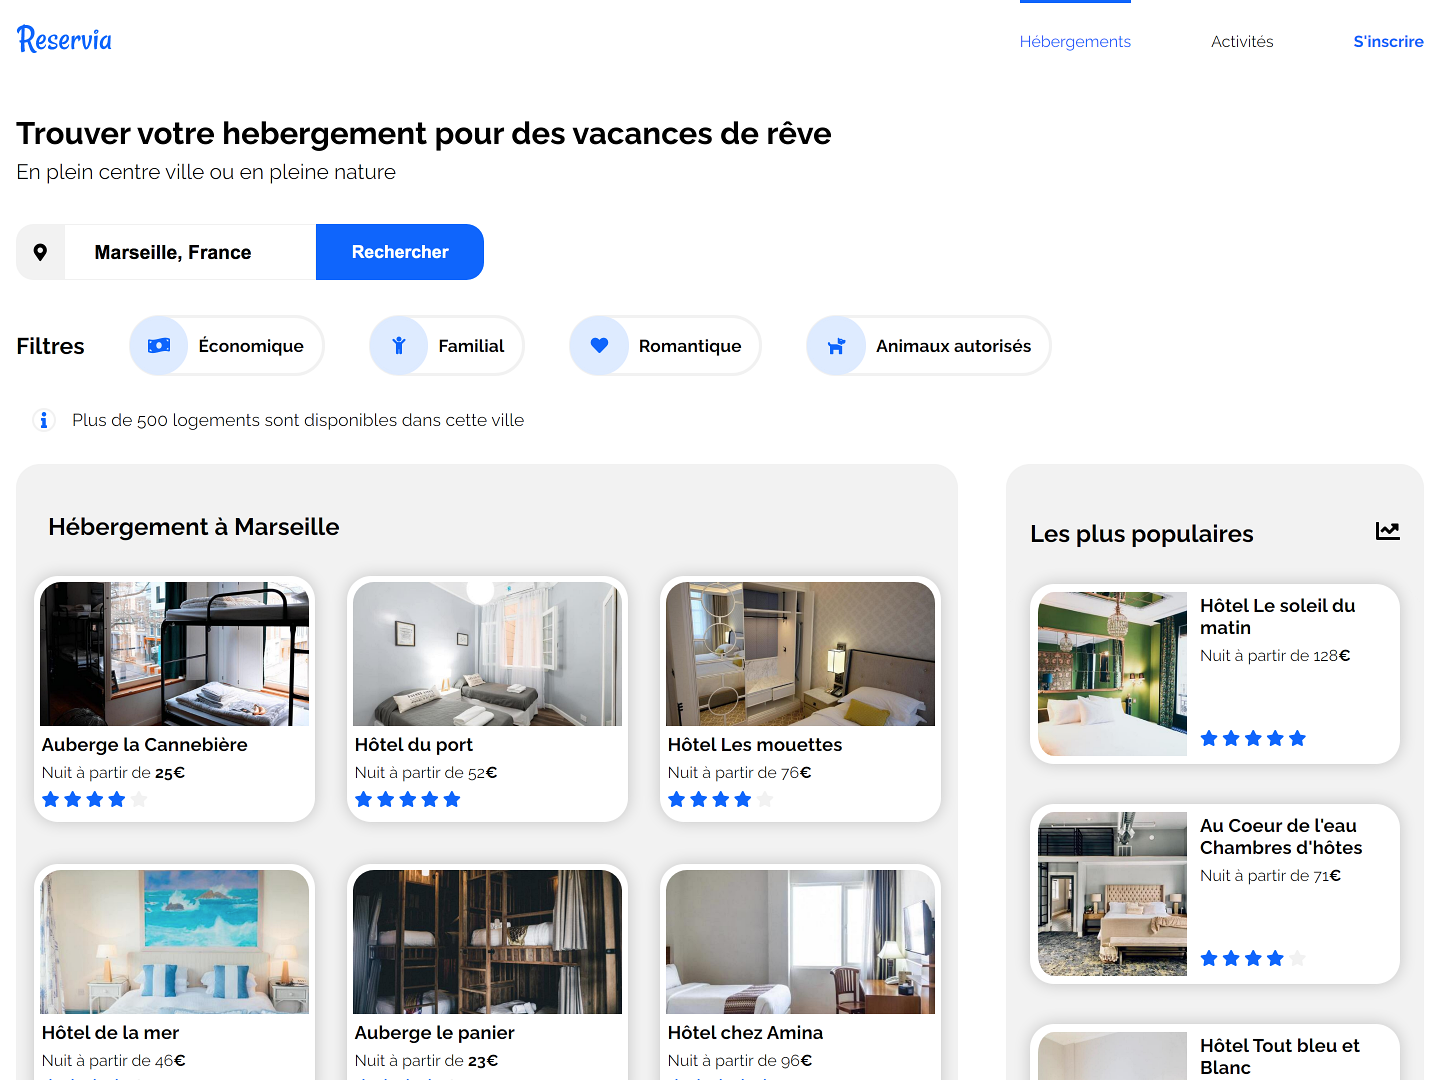 Reservia
Hébergements
Activités
S'inscrire
Trouver votre hebergement pour des vacances de rêve
En plein centre ville ou en pleine nature
Marseille, France
Rechercher
Filtres
Économique
Familial
Romantique
Animaux autorisés
Plus de 500 logements sont disponibles dans cette ville
Hébergement à Marseille
Auberge la Cannebière
Nuit à partir de 25€
Hôtel du port
Nuit à partir de 52€
Hôtel Les mouettes
Nuit à partir de 76€
Hôtel de la mer
Nuit à partir de 46€
Auberge le panier
Nuit à partir de 23€
Hôtel chez Amina
Nuit à partir de 96€
Les plus populaires
Hôtel Le soleil du
matin
Nuit à partir de 128€
Au Coeur de l'eau
Chambres d'hôtes
Nuit à partir de 71€
Hôtel Tout bleu et
Blanc